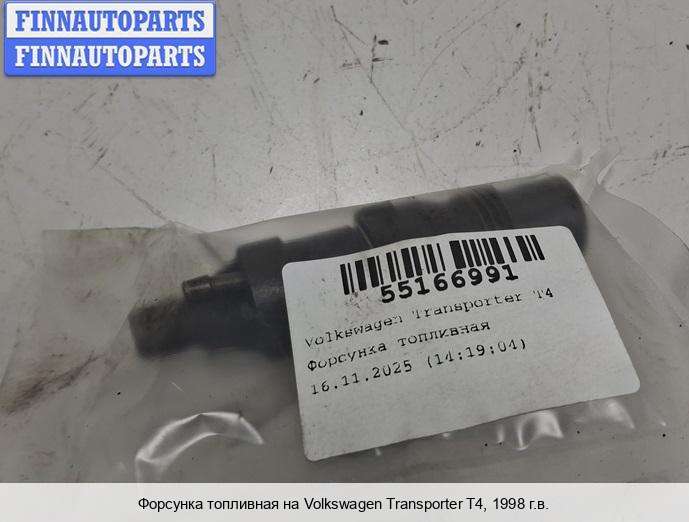 FINNAUTOPARTS
FINNAUTOPARTS
55166991
Volkswagen Transporter T4
Форсунка топливная
16.11.2025 (14:19:04)
Форсунка топливная на Volkswagen Transporter T4, 1998 г.в.